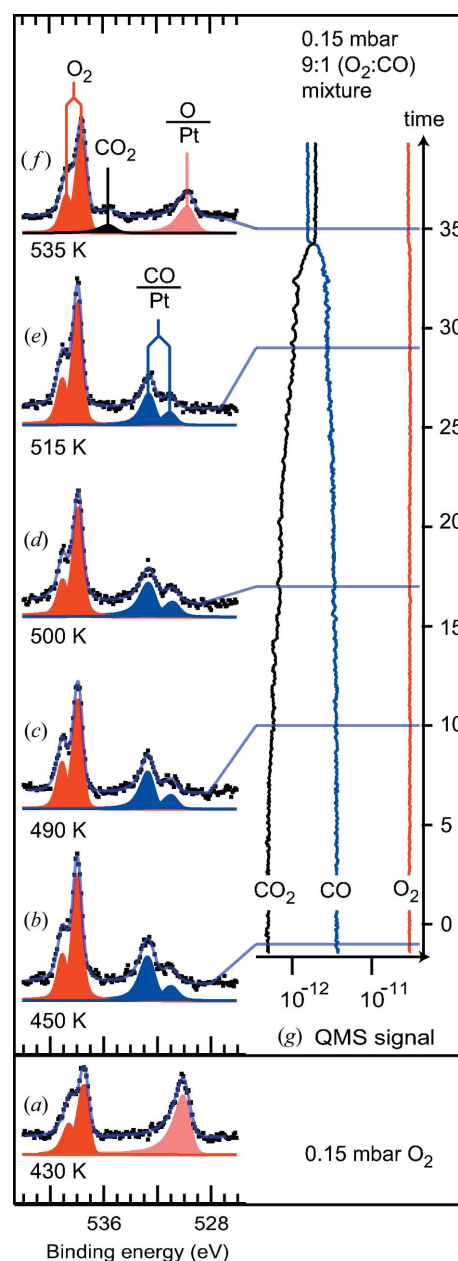 0.15 mbar
9:1 (O₂:CO)
mixture
time
O₂
CO₂
O
Pt
(f)
535 K
CO
Pt
(e)
515 K
(d)
500 K
(c)
490 K
(b)
450 K
35
30
25
20
15
10
5
0
CO₂ CO O₂
10⁻¹² 10⁻¹¹
(g) QMS signal
(a)
430 K
0.15 mbar O₂
536 528
Binding energy (eV)